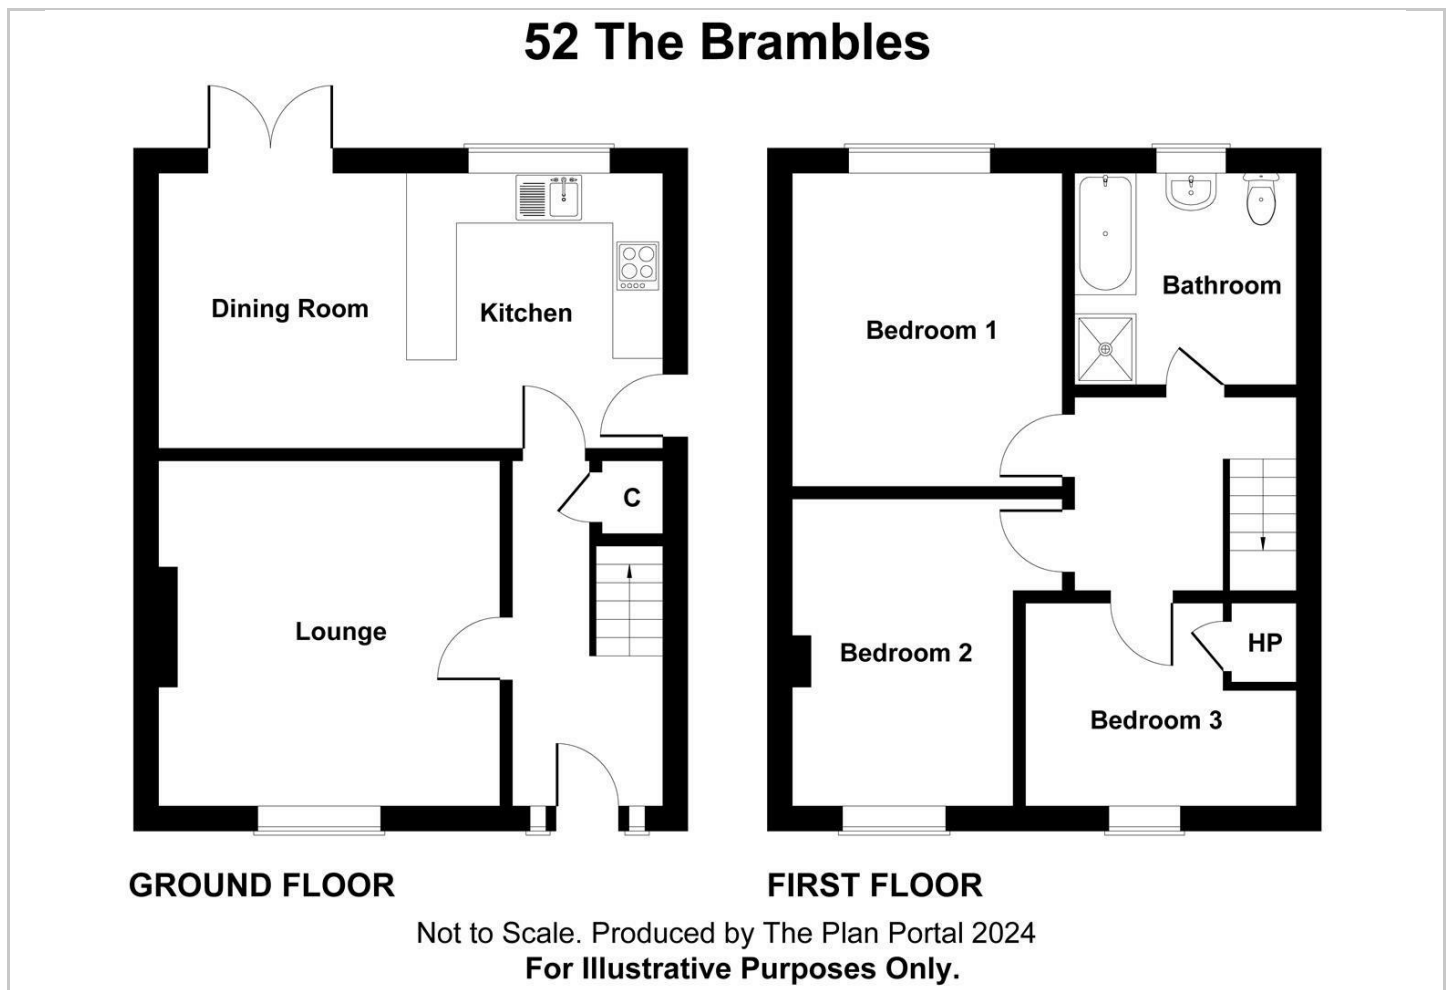 52 The Brambles
Dining Room
Kitchen
C
Lounge
Bedroom 1
Bathroom
Bedroom 2
HP
Bedroom 3
GROUND FLOOR
FIRST FLOOR
Not to Scale. Produced by The Plan Portal 2024
For Illustrative Purposes Only.